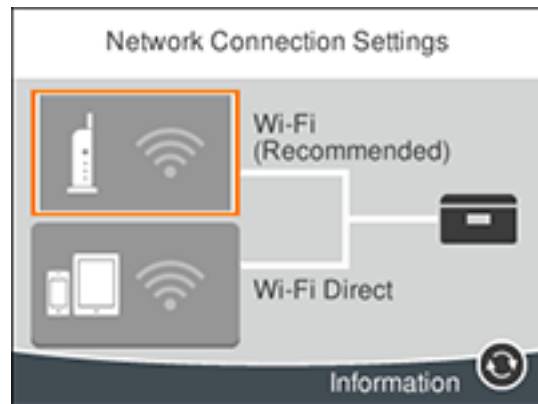 Network Connection Settings
Wi-Fi
(Recommended)
Wi-Fi Direct
Information